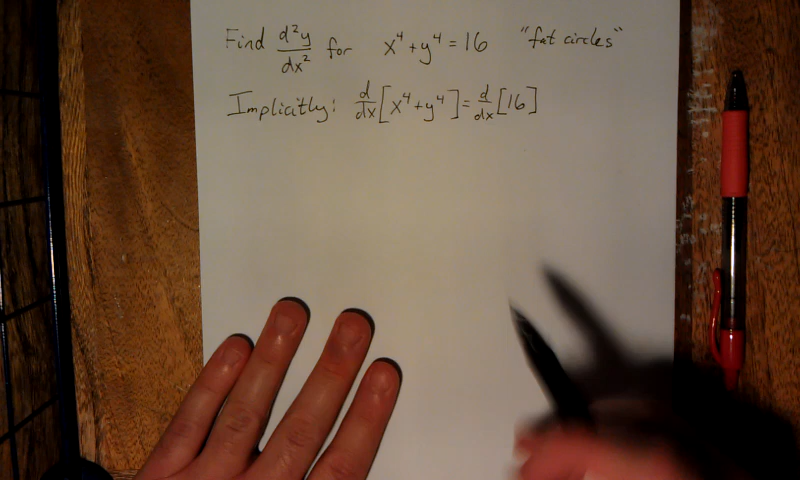 Find d²y/dx² for x⁴+y⁴=16 "fat circles"
Implicitly: d/dx[x⁴+y⁴]=d/dx[16]